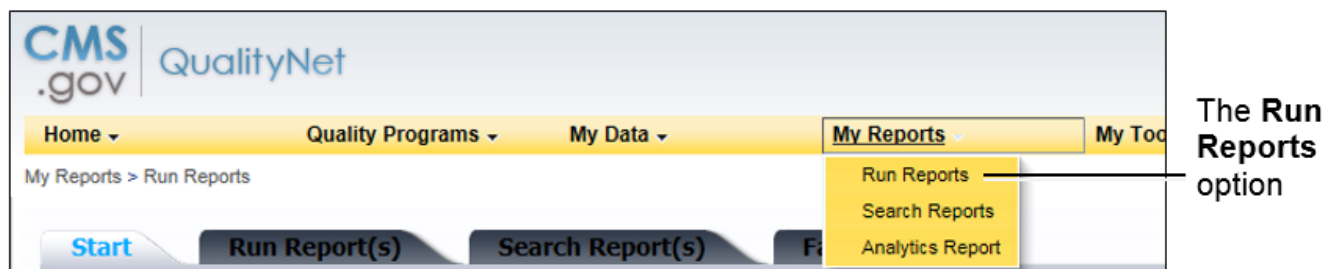 CMS
.gov
QualityNet
Home Quality Programs My Data My Reports My Too
My Reports > Run Reports
Run Reports
Search Reports
Analytics Report
Start Run Report(s) Search Report(s) Fa
The Run
Reports
option